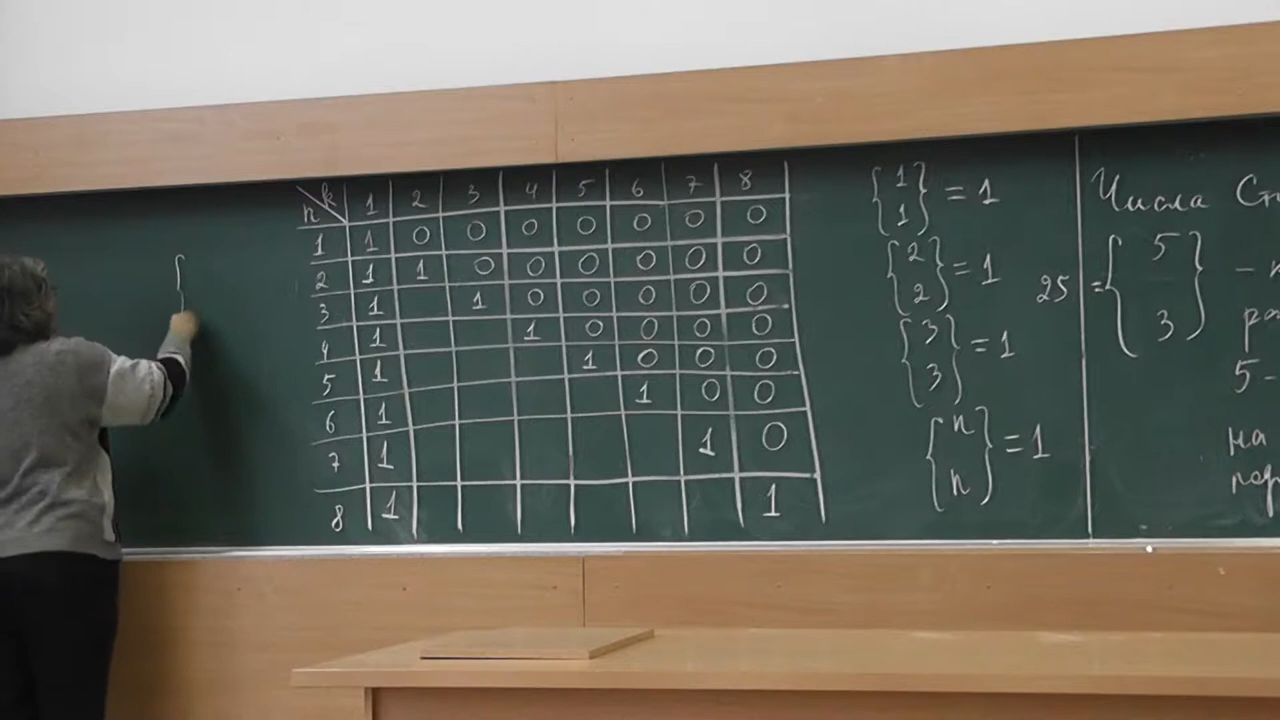 n k 1 2 3 4 5 6 7 8
1 1 0 0 0 0 0 0 0
2 1 1 0 0 0 0 0 0
3 1 1 0 0 0 0 0
4 1 1 0 0 0 0
5 1 1 0 0 0
6 1 1 0 0
7 1 1 0
8 1 1
{1 1} = 1
{2 2} = 1
{3 3} = 1
{n n} = 1
Числа
25 = {5 3} -
5 -
на